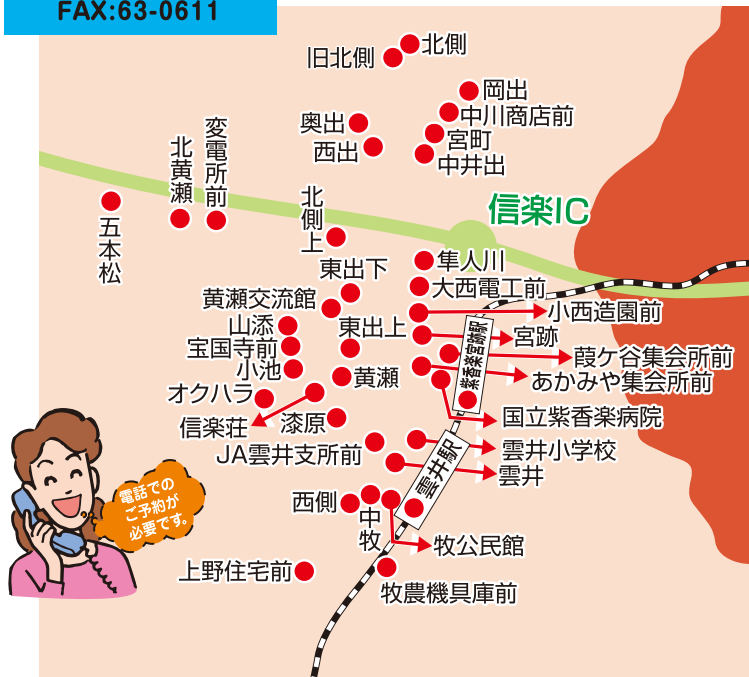 FAX:63-0611
北側
旧北側
岡出
中川商店前
奥出
宮町
西出
中井出
変電所前
北黄瀬
五本松
北側上
信楽IC
隼人川
東出下
大西電工前
黄瀬交流館
小西造園前
山添
東出上
宮跡
紫香楽宮跡駅
宝国寺前
葭ケ谷集会所前
小池
黄瀬
あかみや集会所前
オクハラ
国立紫香楽病院
信楽荘
漆原
雲井小学校
JA雲井支所前
雲井
雲井駅
電話での
ご予約が
必要です。
西側
中牧
牧公民館
上野住宅前
牧農機具庫前